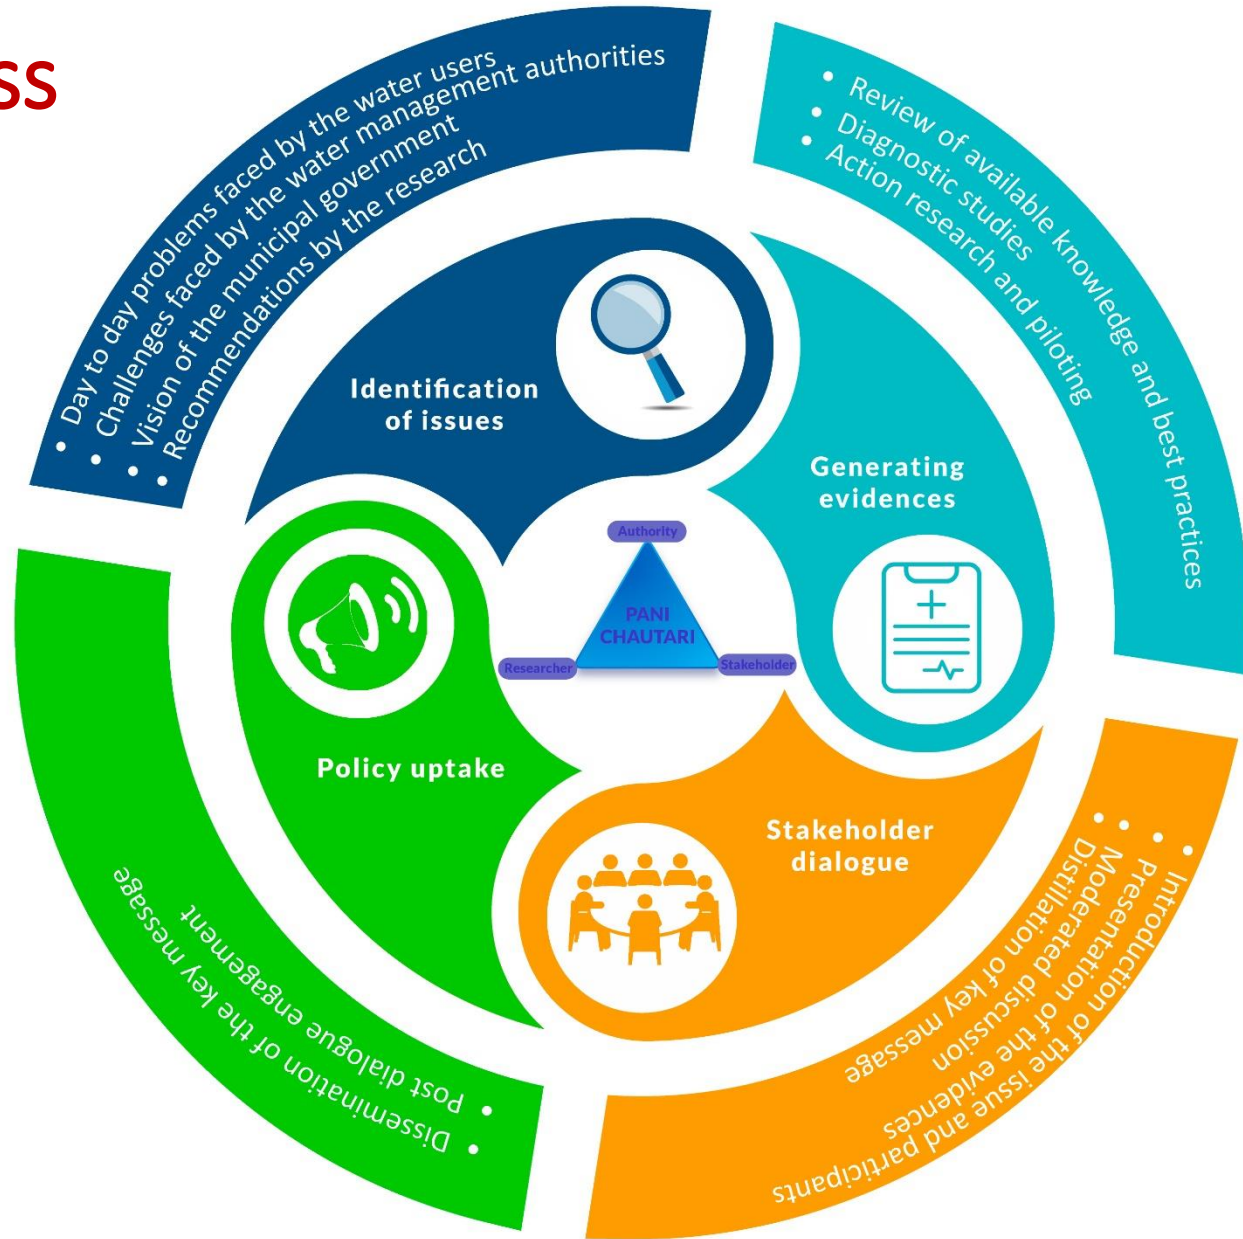 ss
• Day to day problems faced by the water users
• Challenges faced by the water management authorities
• Vision of the municipal government
• Recommendations by the research
• Review of available knowledge and best practices
• Diagnostic studies
• Action research and piloting
Identification
of issues
Generating
evidences
Authority
PANI
CHAUTARI
Researcher
Stakeholder
Policy uptake
Stakeholder
dialogue
• Introduction of the issue and participants
• Presentation of the evidences
• Moderated discussion
• Distillation of key message
• Dissemination of the key message
• Post dialogue engagement